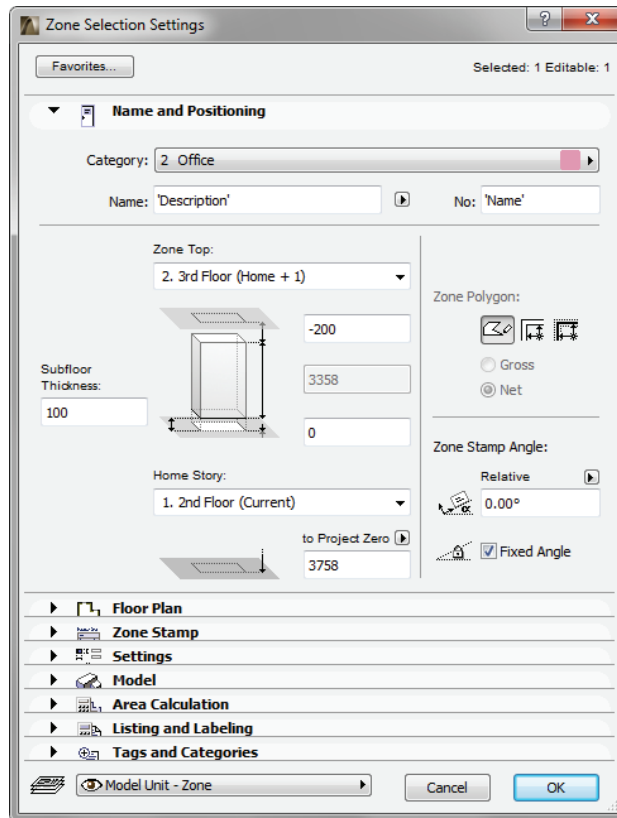 Zone Selection Settings
Favorites...
Selected: 1 Editable: 1
Name and Positioning
Category: 2 Office
Name: 'Description' No: 'Name'
Zone Top:
2. 3rd Floor (Home + 1)
Zone Polygon:
-200
Gross
Subfloor
Thickness:
3358
Net
100
0
Zone Stamp Angle:
Home Story:
Relative
1. 2nd Floor (Current)
α
0.00°
to Project Zero
Fixed Angle
3758
Floor Plan
Zone Stamp
Settings
Model
Area Calculation
Listing and Labeling
Tags and Categories
Model Unit - Zone
Cancel
OK